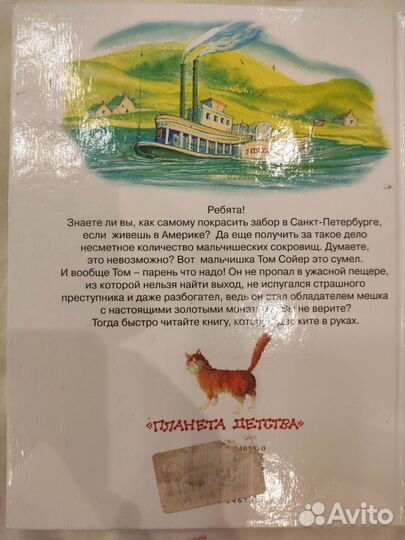 Ребята!
Знаете ли вы, как самому покрасить забор в Санкт-Петербурге,
если живешь в Америке? Да еще получить за такое дело
несметное количество мальчишеских сокровищ. Думаете,
это невозможно? Вот мальчишка Том Сойер это сумел.
И вообще Том – парень что надо! Он не пропал в ужасной пещере,
из которой нельзя найти выход, не испугался страшного
преступника и даже разбогател, ведь он стал обладателем мешка
с настоящими золотыми не верите?
Тогда быстро читайте книгу, в руках.
«ПЛАНЕТА ДЕТСТВА»
24675-0
Avito